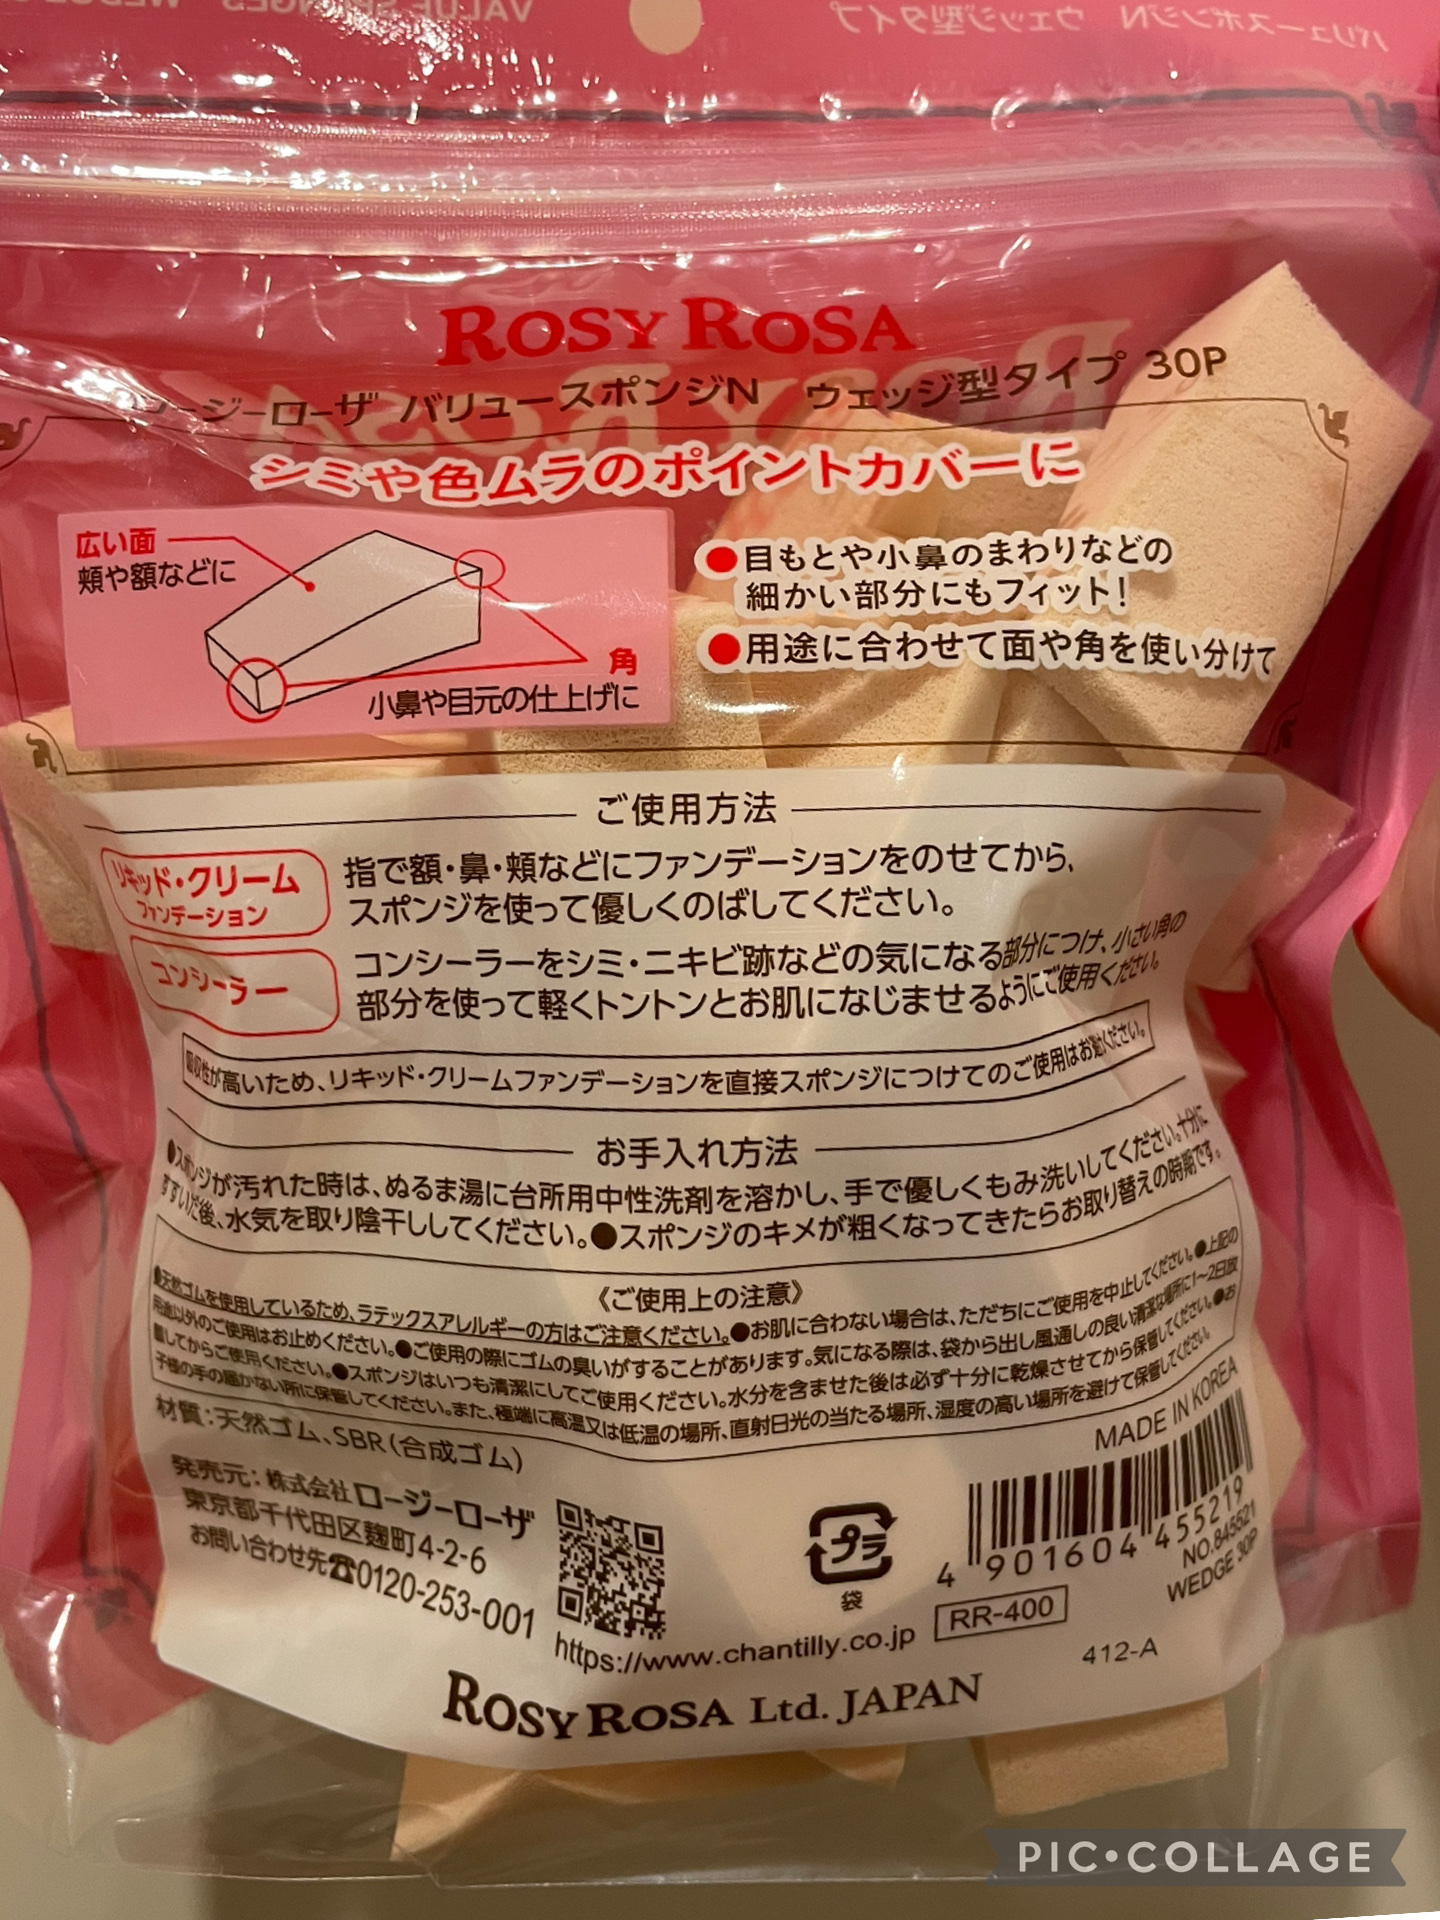 VALUE SPONGES WEDGE
バリュースポンジN ウェッジ型タイプ
ROSY ROSA
ロージーローザ バリュースポンジN ウェッジ型タイプ 30P
シミや色ムラのポイントカバーに
広い面
頬や額などに
角
小鼻や目元の仕上げに
●目もとや小鼻のまわりなどの
細かい部分にもフィット!
●用途に合わせて面や角を使い分けて
ご使用方法
リキッド・クリーム
ファンデーション
指で額・鼻・頬などにファンデーションをのせてから、
スポンジを使って優しくのばしてください。
コンシーラー
コンシーラーをシミ・ニキビ跡などの気になる部分につけ、小さい角の
部分を使って軽くトントンとお肌になじませるようにご使用ください。
吸収性が高いため、リキッド・クリームファンデーションを直接スポンジにつけてのご使用はお避けください。
お手入れ方法
●スポンジが汚れた時は、ぬるま湯に台所用中性洗剤を溶かし、手で優しくもみ洗いしてください。十分に
すすいだ後、水気を取り陰干ししてください。●スポンジのキメが粗くなってきたらお取り替えの時期です。
《ご使用上の注意》
●天然ゴムを使用しているため、ラテックスアレルギーの方はご注意ください。●お肌に合わない場合は、ただちにご使用を中止してください。●上記の
用途以外のご使用はお止めください。●ご使用の際にゴムの臭いがすることがあります。気になる際は、袋から出し風通しの良い清潔な場所に1〜2日放
置してからご使用ください。●スポンジはいつも清潔にしてご使用ください。水分を含ませた後は必ず十分に乾燥させてから保管してください。●お
子様の手の届かない所に保管してください。また、極端に高温又は低温の場所、直射日光の当たる場所、湿度の高い場所を避けて保管してください。
材質:天然ゴム、SBR(合成ゴム)
MADE IN KOREA
発売元:株式会社ロージーローザ
東京都千代田区麹町4-2-6
お問い合わせ先☎0120-253-001
https://www.chantilly.co.jp
プラ
袋
4 901604 455219
NO.845521
WEDGE 30P
RR-400
412-A
ROSY ROSA Ltd. JAPAN
PIC•COLLAGE